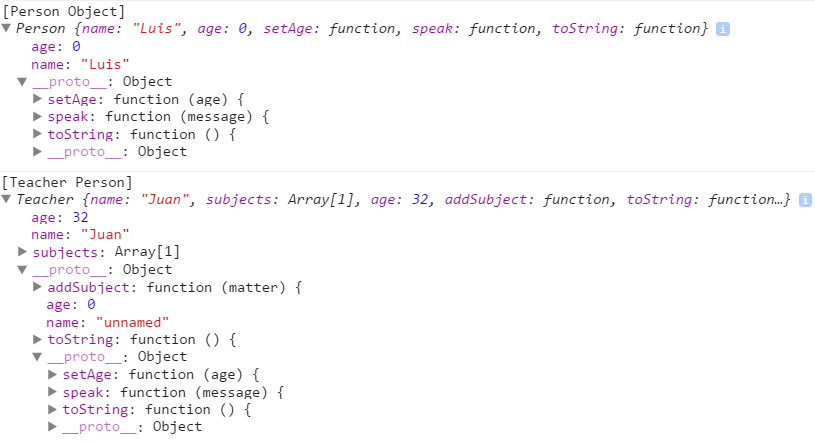 [Person Object]
Person {name: "Luis", age: 0, setAge: function, speak: function, toString: function} i
age: 0
name: "Luis"
__proto__: Object
setAge: function (age) {
speak: function (message) {
toString: function () {
__proto__: Object
[Teacher Person]
Teacher {name: "Juan", subjects: Array[1], age: 32, addSubject: function, toString: function…} i
age: 32
name: "Juan"
subjects: Array[1]
__proto__: Object
addSubject: function (matter) {
age: 0
name: "unnamed"
toString: function () {
__proto__: Object
setAge: function (age) {
speak: function (message) {
toString: function () {
__proto__: Object